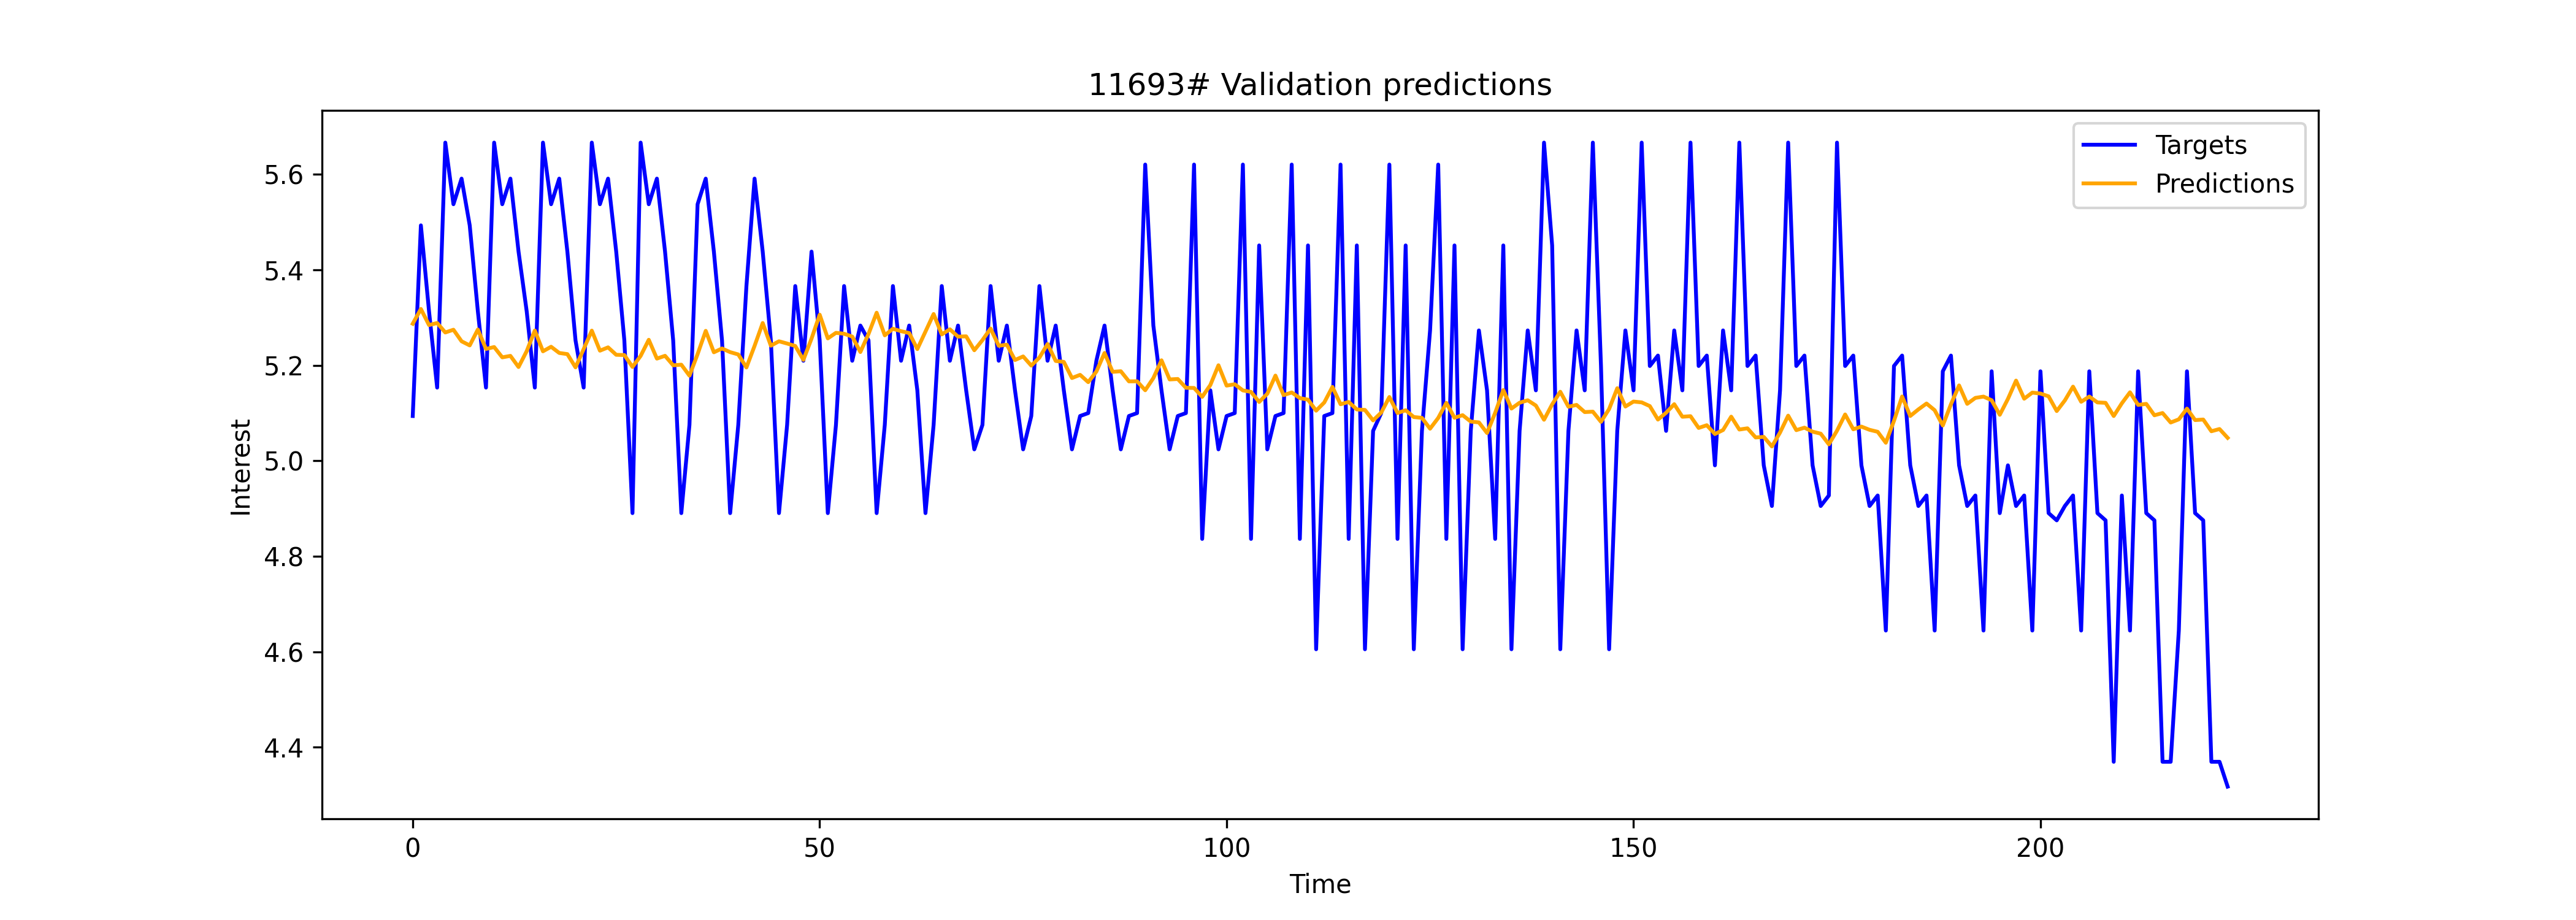 11693# Validation predictions
Targets
Predictions
Interest
5.6
5.4
5.2
5.0
4.8
4.6
4.4
0 50 100 150 200
Time